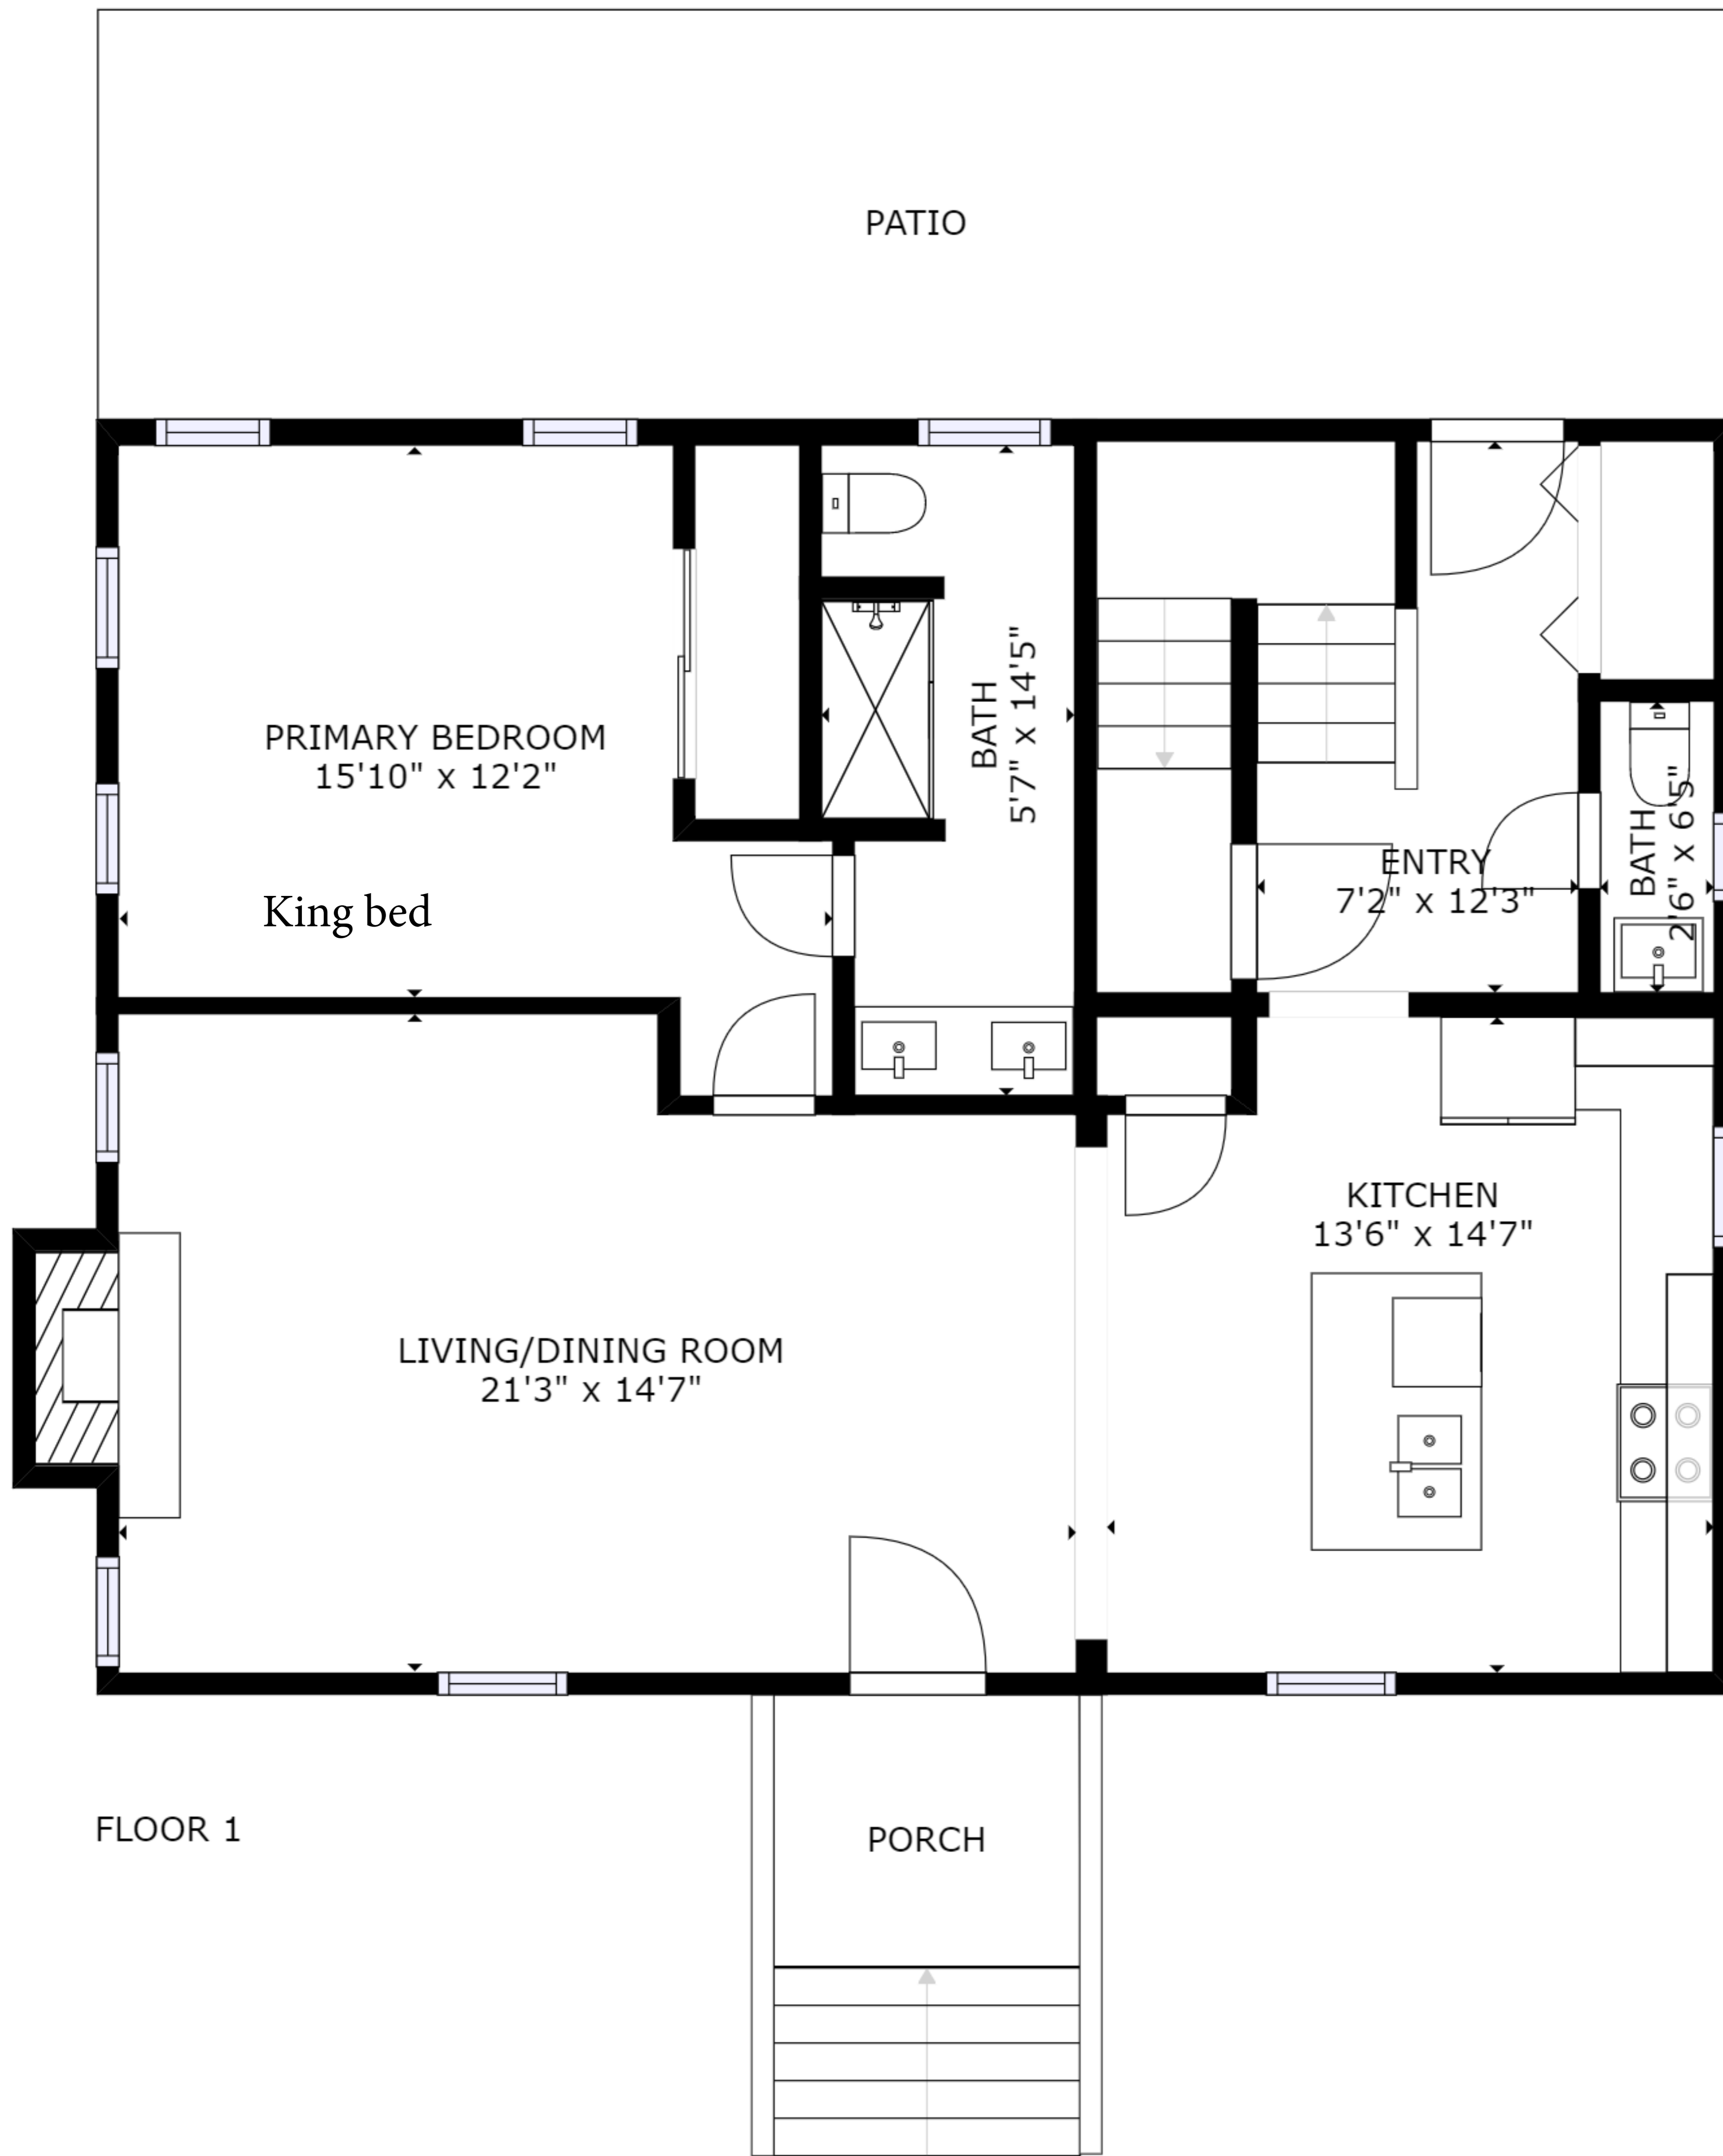 PATIO
PRIMARY BEDROOM
15'10" x 12'2"
BATH
5'7" x 14'5"
King bed
ENTRY
7'2" x 12'3"
BATH
2'6" x 6'5"
KITCHEN
13'6" x 14'7"
LIVING/DINING ROOM
21'3" x 14'7"
FLOOR 1
PORCH